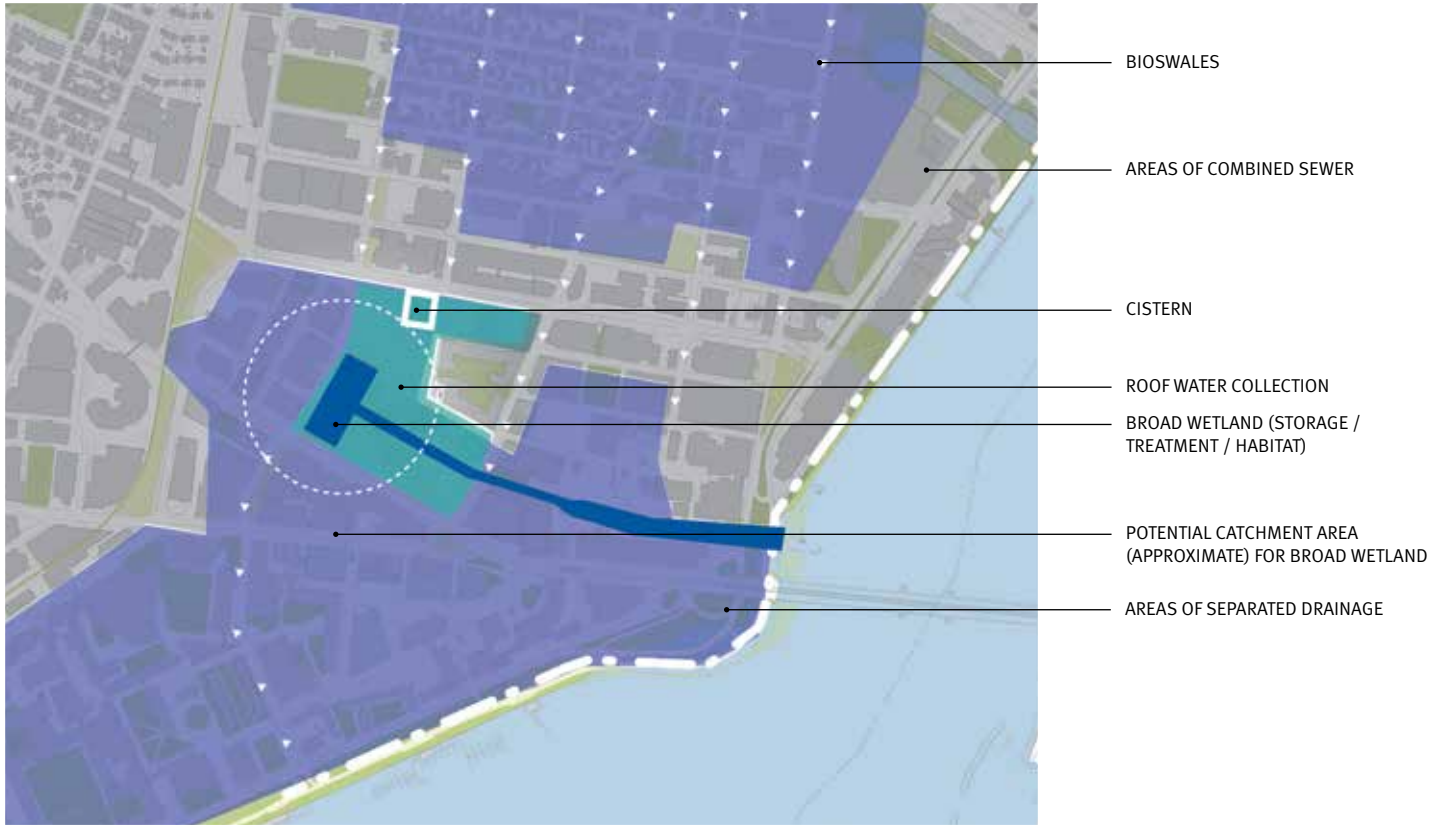 BIOSWALES
AREAS OF COMBINED SEWER
CISTERN
ROOF WATER COLLECTION
BROAD WETLAND (STORAGE /
TREATMENT / HABITAT)
POTENTIAL CATCHMENT AREA
(APPROXIMATE) FOR BROAD WETLAND
AREAS OF SEPARATED DRAINAGE